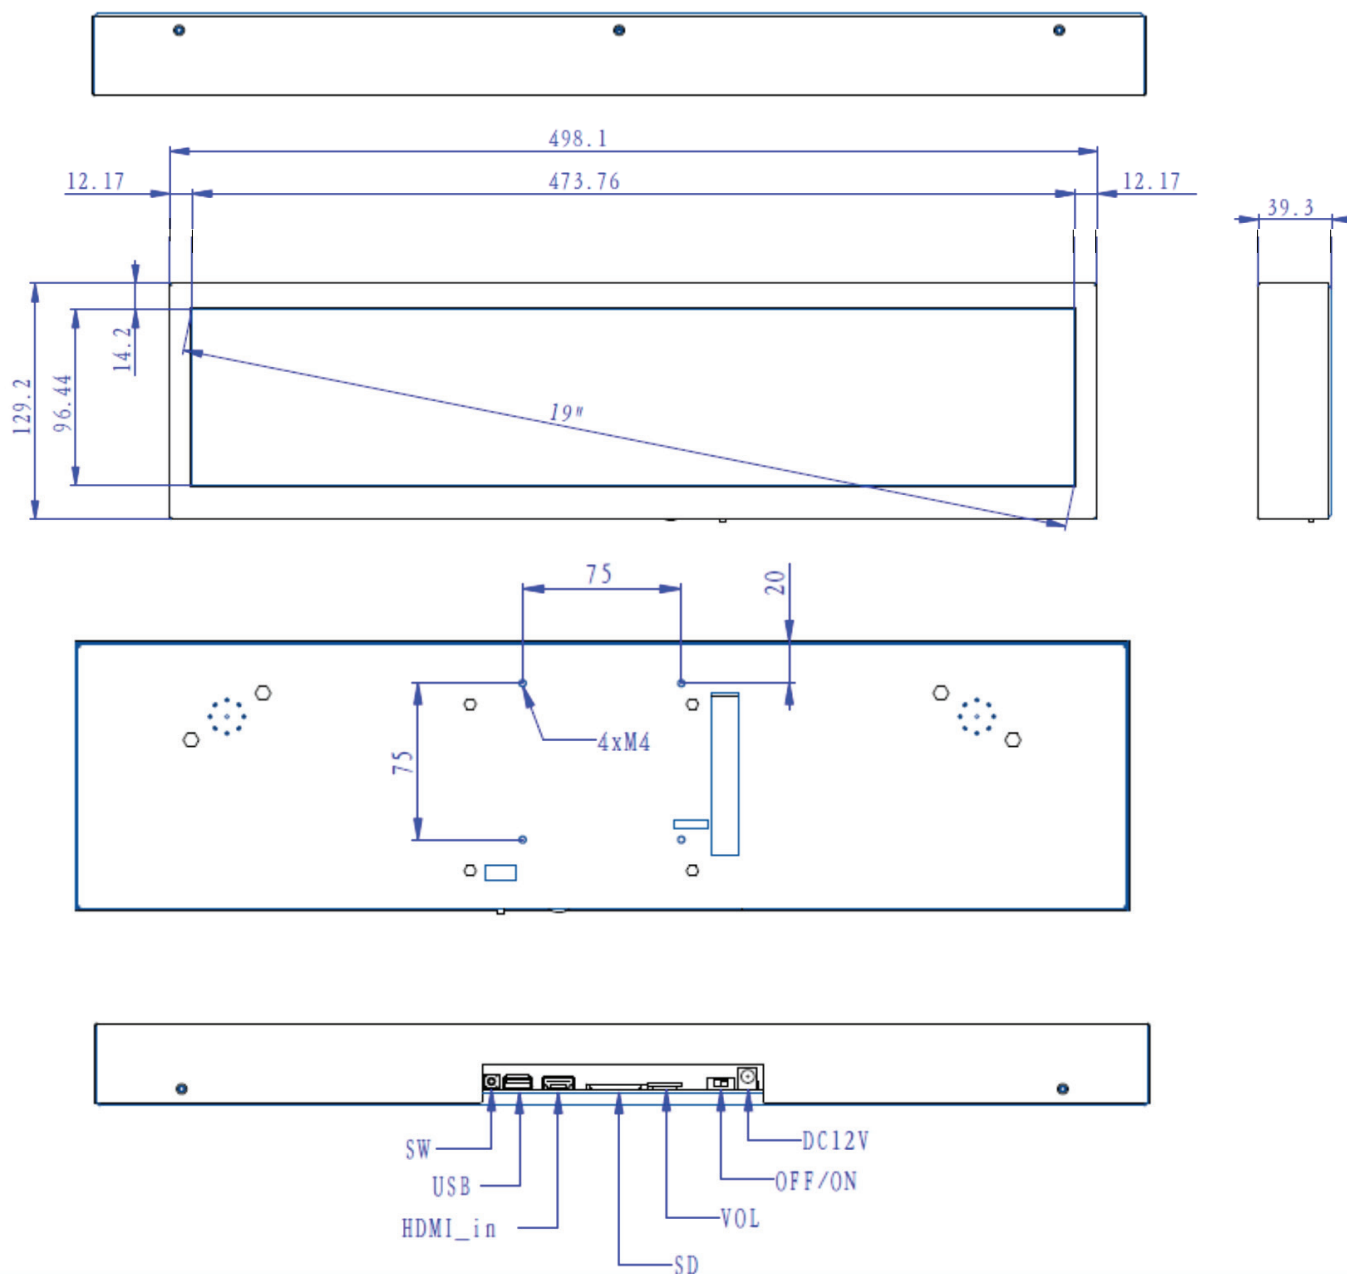 498.1
12.17
473.76
12.17
39.3
14.2
129.2
96.44
19"
75
20
4xM4
75
SW
DC12V
USB
OFF/ON
HDMI_in
VOL
SD